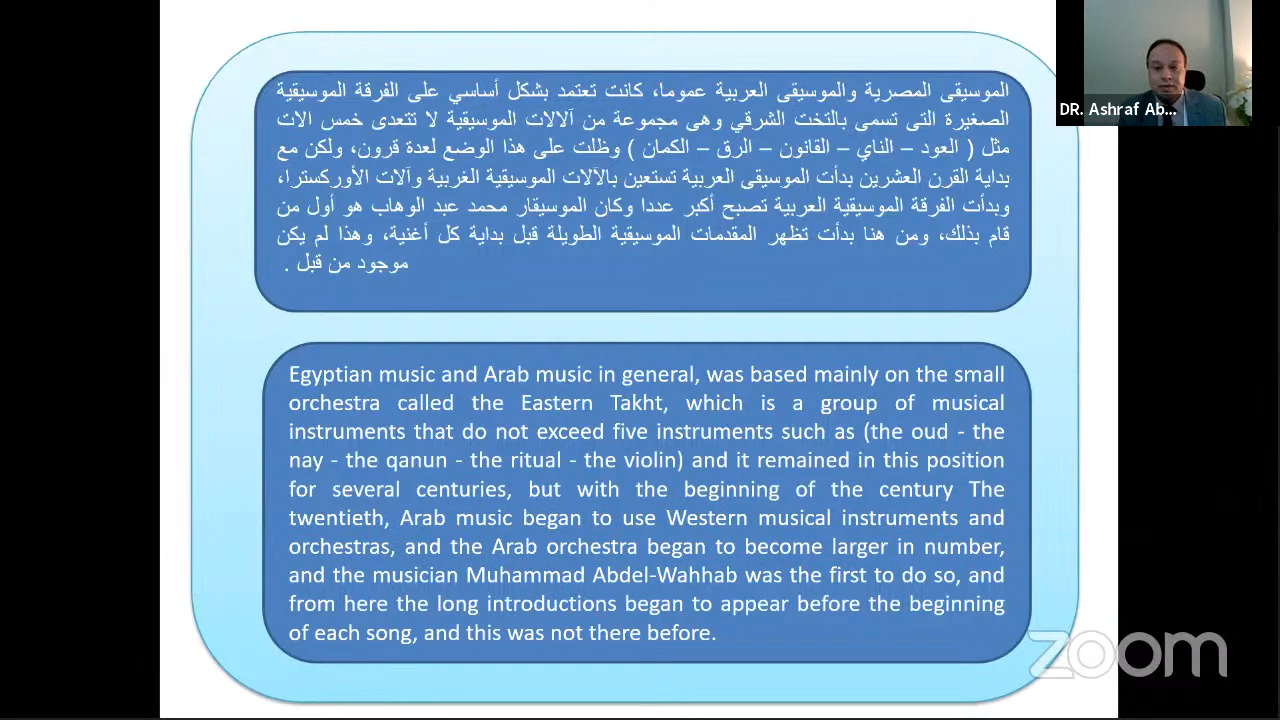 الموسيقى المصرية والموسيقى العربية عموما، كانت تعتمد بشكل أساسي على الفرقة الموسيقية
الصغيرة التى تسمى بالتخت الشرقي وهى مجموعة من آلالات الموسيقية لا تتعدى خمس الات
مثل ( العود – الناي – القانون – الرق – الكمان ) وظلت على هذا الوضع لعدة قرون، ولكن مع
بداية القرن العشرين بدأت الموسيقى العربية تستعين بالآلات الموسيقية الغربية وآلات الأوركسترا،
وبدأت الفرقة الموسيقية العربية تصبح أكبر عددا وكان الموسيقار محمد عبد الوهاب هو أول من
قام بذلك، ومن هنا بدأت تظهر المقدمات الموسيقية الطويلة قبل بداية كل أغنية، وهذا لم يكن
موجود من قبل .
Egyptian music and Arab music in general, was based mainly on the small
orchestra called the Eastern Takht, which is a group of musical
instruments that do not exceed five instruments such as (the oud - the
nay - the qanun - the ritual - the violin) and it remained in this position
for several centuries, but with the beginning of the century The
twentieth, Arab music began to use Western musical instruments and
orchestras, and the Arab orchestra began to become larger in number,
and the musician Muhammad Abdel-Wahhab was the first to do so, and
from here the long introductions began to appear before the beginning
of each song, and this was not there before.
DR. Ashraf Ab...
zoom